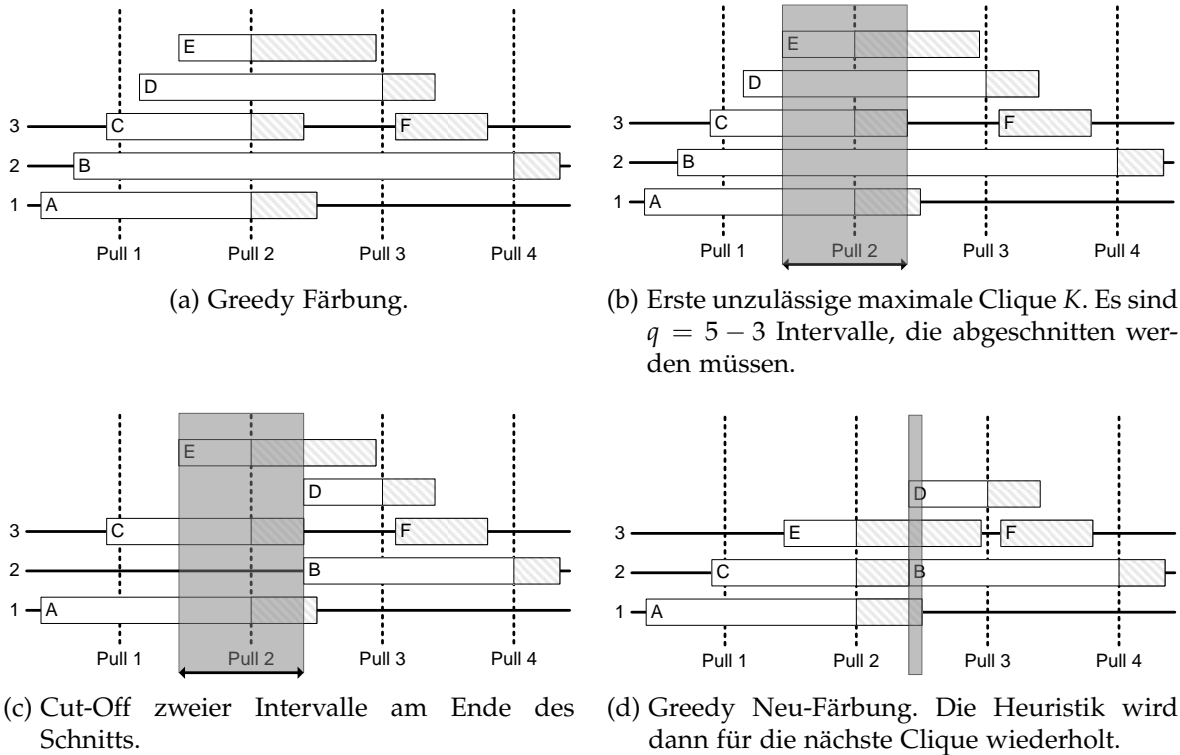 E
D
3 C F
2 B
1 A
Pull 1 Pull 2 Pull 3 Pull 4
(a) Greedy Färbung.
E
D
3 C F
2 B
1 A
Pull 1 Pull 2 Pull 3 Pull 4
(b) Erste unzulässige maximale Clique K. Es sind
q = 5 − 3 Intervalle, die abgeschnitten wer-
den müssen.
E
D
3 C F
2 B
1 A
Pull 1 Pull 2 Pull 3 Pull 4
(c) Cut-Off zweier Intervalle am Ende des
Schnitts.
D
3 E F
2 C B
1 A
Pull 1 Pull 2 Pull 3 Pull 4
(d) Greedy Neu-Färbung. Die Heuristik wird
dann für die nächste Clique wiederholt.